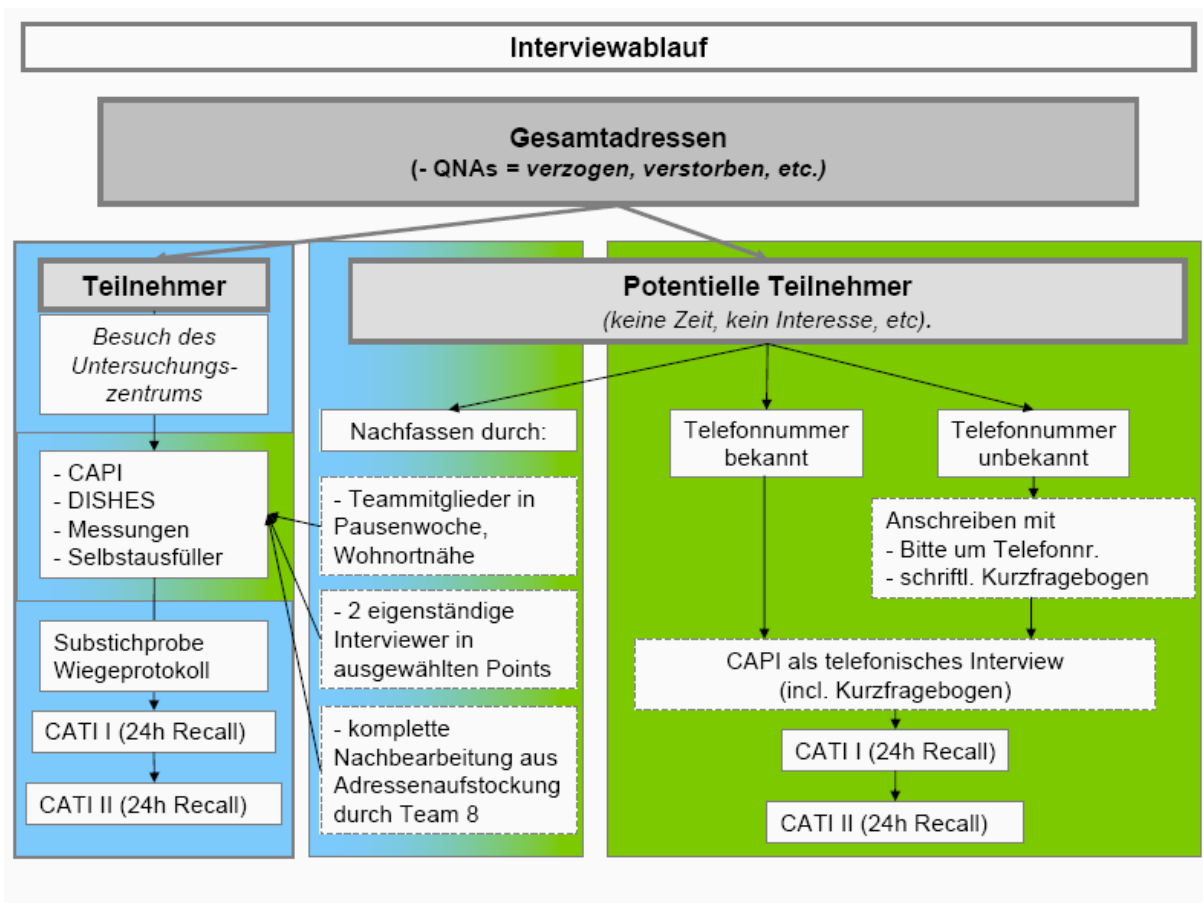 Interviewablauf
Gesamtadressen
(- QNAs = verzogen, verstorben, etc.)
Teilnehmer
Besuch des
Untersuchungs-
zentrums
- CAPI
- DISHES
- Messungen
- Selbstausfüller
Substichprobe
Wiegeprotokoll
CATI I (24h Recall)
CATI II (24h Recall)
Potentielle Teilnehmer
(keine Zeit, kein Interesse, etc).
Nachfassen durch:
- Teammitglieder in
Pausenwoche,
Wohnortnähe
- 2 eigenständige
Interviewer in
ausgewählten Points
- komplette
Nachbearbeitung aus
Adressenaufstockung
durch Team 8
Telefonnummer
bekannt
Telefonnummer
unbekannt
Anschreiben mit
- Bitte um Telefonnr.
- schriftl. Kurzfragebogen
CAPI als telefonisches Interview
(incl. Kurzfragebogen)
CATI I (24h Recall)
CATI II (24h Recall)